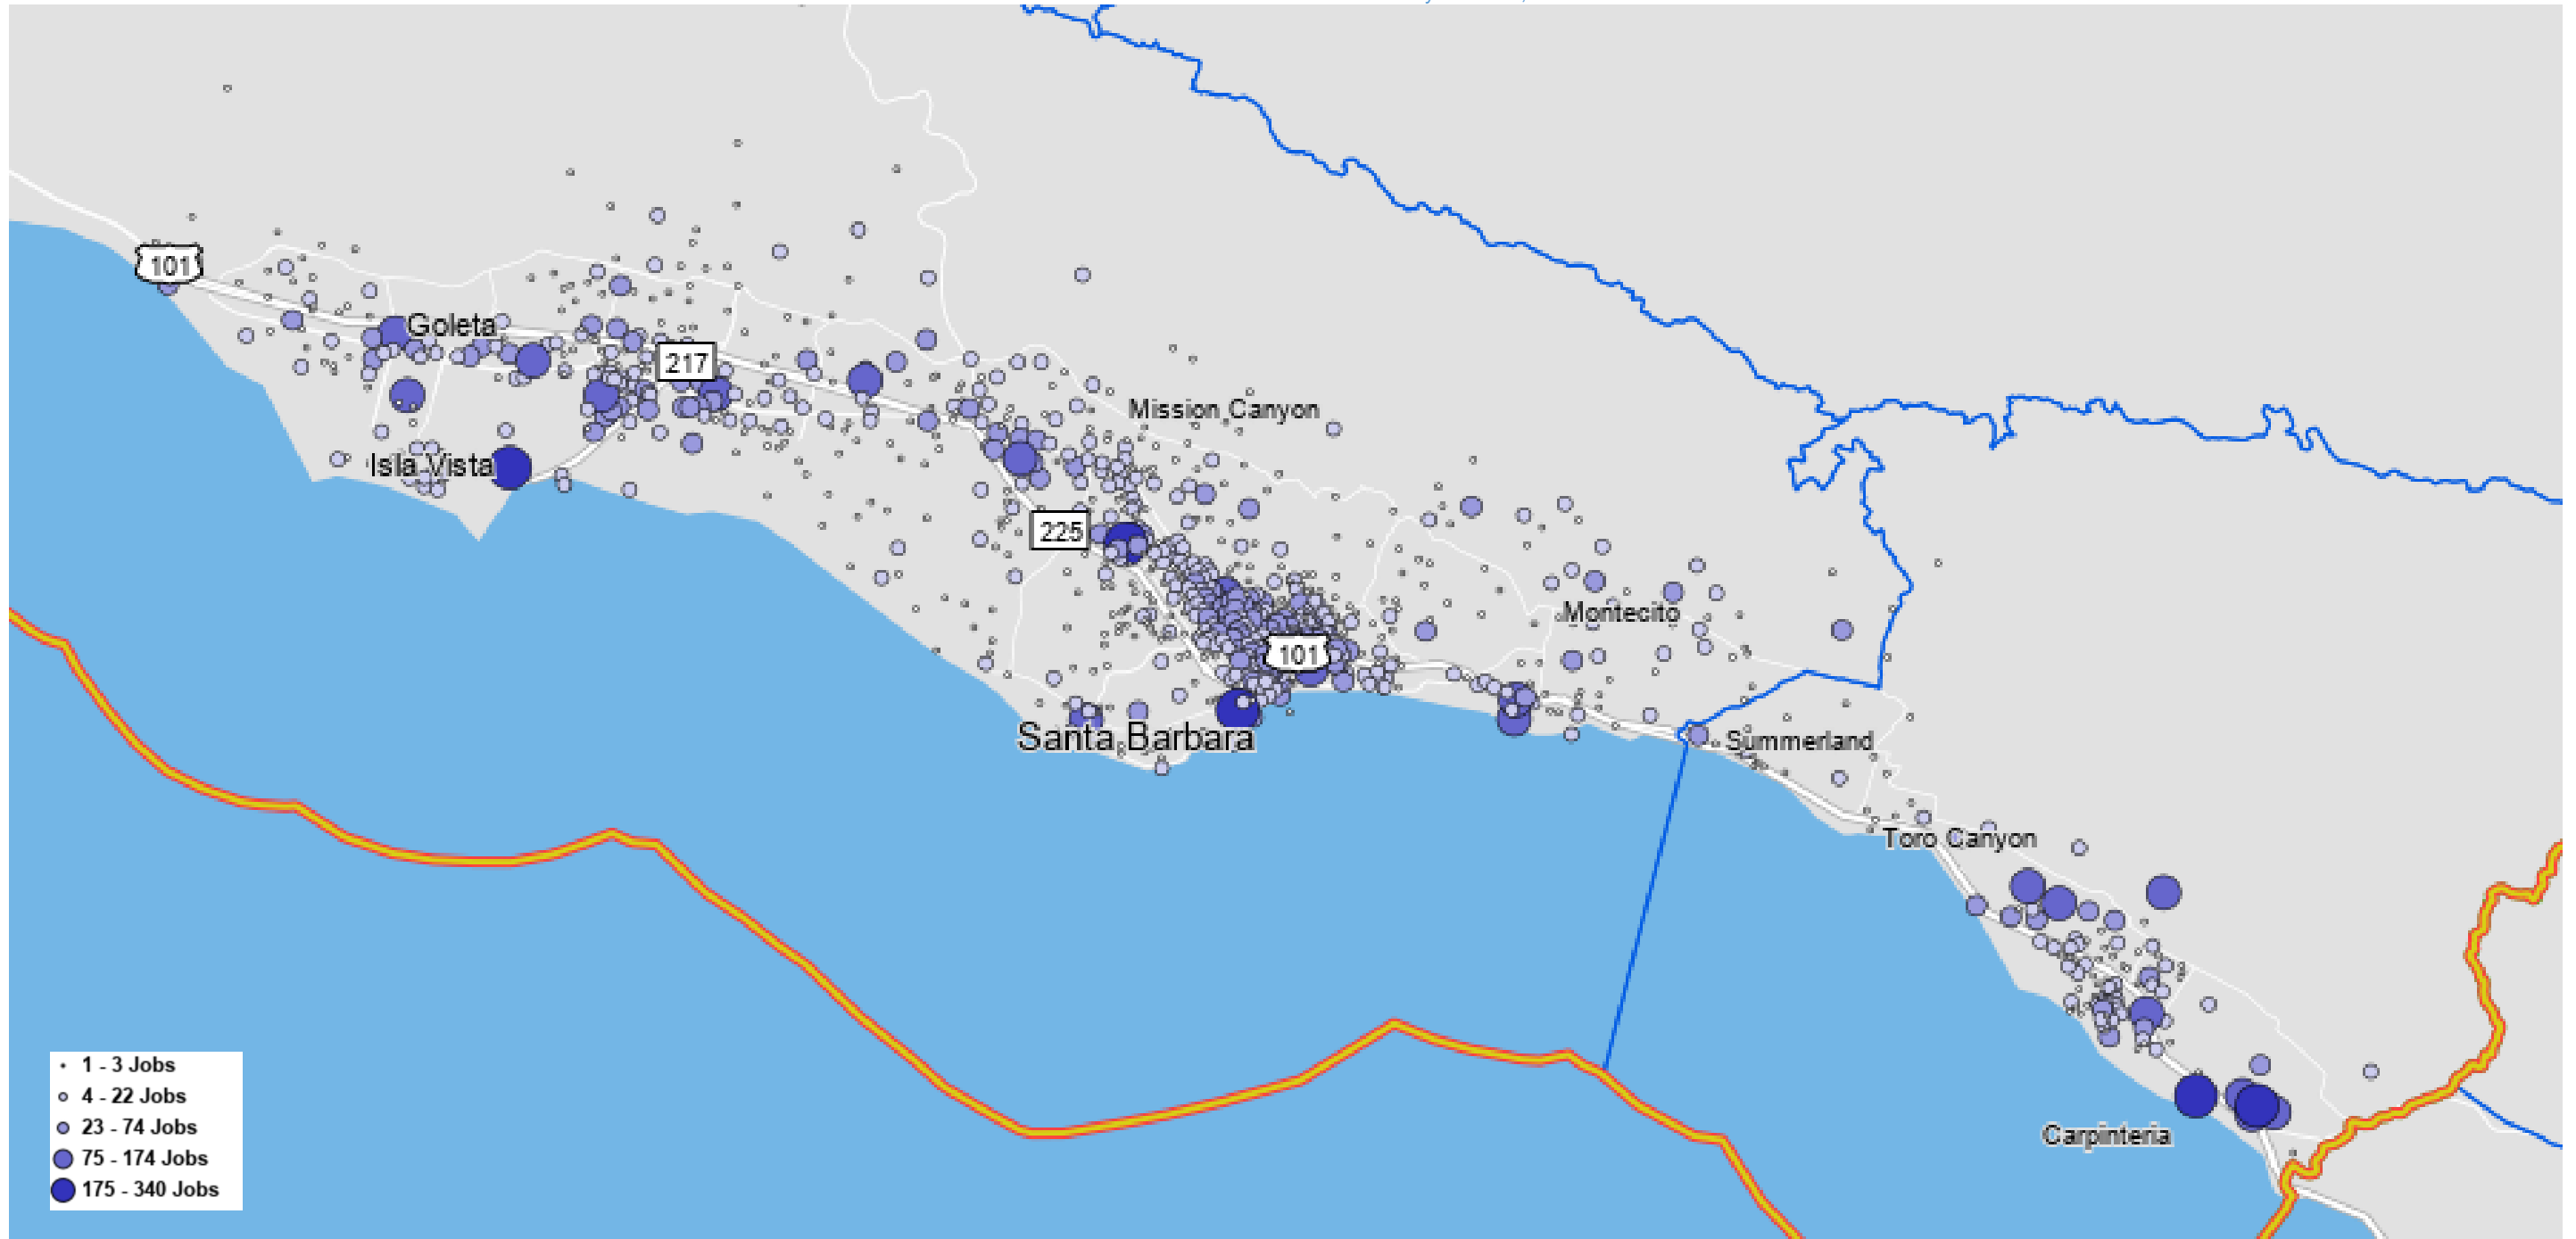 101
Goleta
217
Mission Canyon
Isla Vista
225
Montecito
101
Santa Barbara
Summerland
Toro Canyon
Carpinteria
1 - 3 Jobs
4 - 22 Jobs
23 - 74 Jobs
75 - 174 Jobs
175 - 340 Jobs